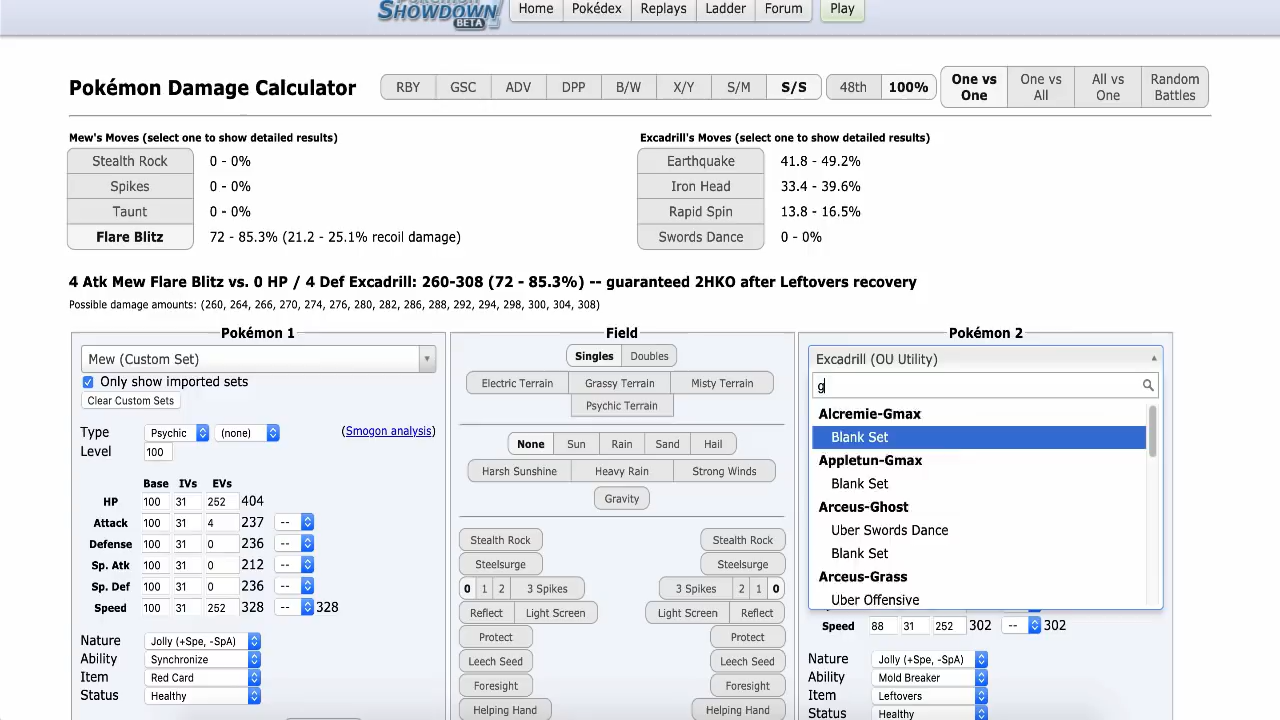 Pokémon
SHOWDOWN
BETA
Home Pokédex Replays Ladder Forum Play
Pokémon Damage Calculator
RBY GSC ADV DPP B/W X/Y S/M S/S 48th 100%
One vs One
One vs All
All vs One
Random Battles
Mew's Moves (select one to show detailed results)
Stealth Rock 0 - 0%
Spikes 0 - 0%
Taunt 0 - 0%
Flare Blitz 72 - 85.3% (21.2 - 25.1% recoil damage)
Excadrill's Moves (select one to show detailed results)
Earthquake 41.8 - 49.2%
Iron Head 33.4 - 39.6%
Rapid Spin 13.8 - 16.5%
Swords Dance 0 - 0%
4 Atk Mew Flare Blitz vs. 0 HP / 4 Def Excadrill: 260-308 (72 - 85.3%) -- guaranteed 2HKO after Leftovers recovery
Possible damage amounts: (260, 264, 266, 270, 274, 276, 280, 282, 286, 288, 292, 294, 298, 300, 304, 308)
Pokémon 1
Mew (Custom Set)
Only show imported sets
Clear Custom Sets
Type Psychic (none) (Smogon analysis)
Level 100
Base IVs EVs
HP 100 31 252 404
Attack 100 31 4 237 --
Defense 100 31 0 236 --
Sp. Atk 100 31 0 212 --
Sp. Def 100 31 0 236 --
Speed 100 31 252 328 -- 328
Nature Jolly (+Spe, -SpA)
Ability Synchronize
Item Red Card
Status Healthy
Field
Singles Doubles
Electric Terrain Grassy Terrain Misty Terrain
Psychic Terrain
None Sun Rain Sand Hail
Harsh Sunshine Heavy Rain Strong Winds
Gravity
Stealth Rock Stealth Rock
Steelsurge Steelsurge
0 1 2 3 Spikes 3 Spikes 2 1 0
Reflect Light Screen Light Screen Reflect
Protect Protect
Leech Seed Leech Seed
Foresight Foresight
Helping Hand Helping Hand
Pokémon 2
Excadrill (OU Utility)
g
Alcremie-Gmax
Blank Set
Appletun-Gmax
Blank Set
Arceus-Ghost
Uber Swords Dance
Blank Set
Arceus-Grass
Uber Offensive
Speed 88 31 252 302 -- 302
Nature Jolly (+Spe, -SpA)
Ability Mold Breaker
Item Leftovers
Status Healthy